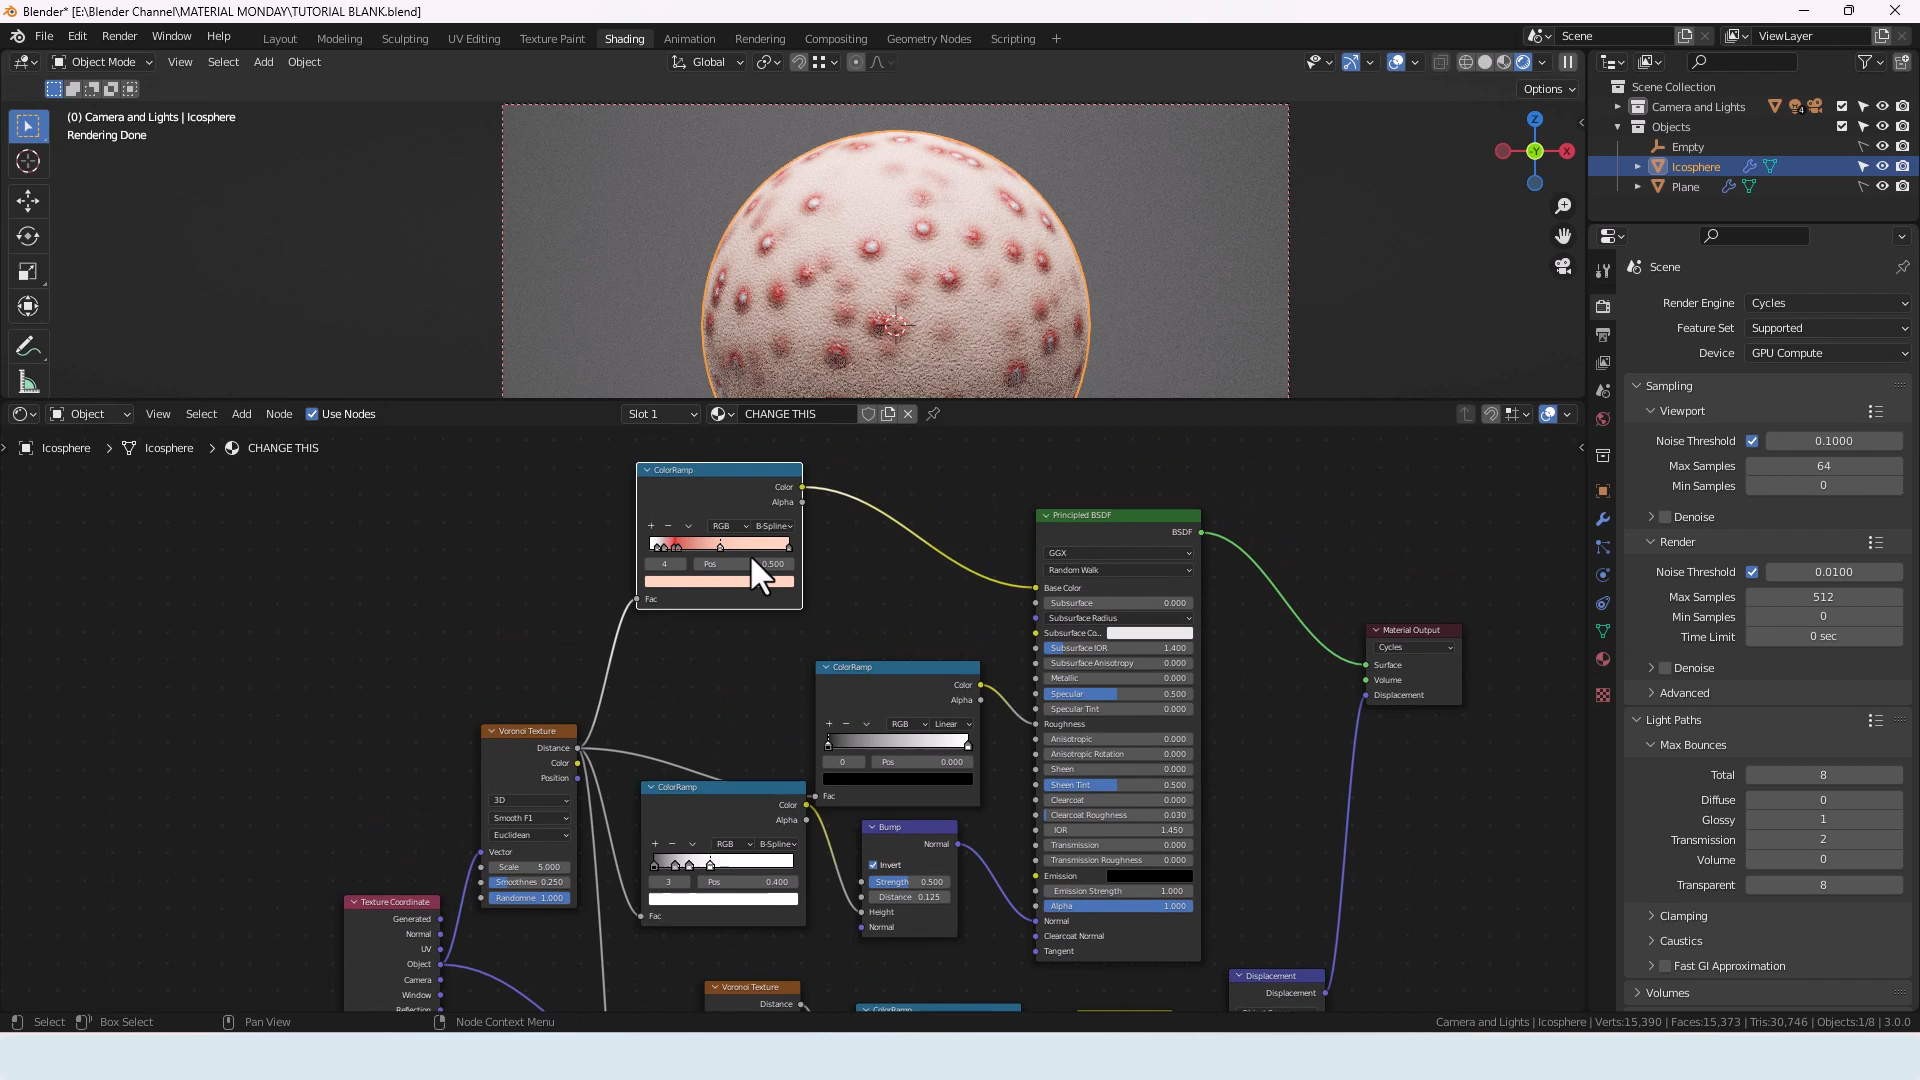 Blender* [E:\Blender Channel\MATERIAL MONDAY\TUTORIAL BLANK.blend]
File Edit Render Window Help Layout Modeling Sculpting UV Editing Texture Paint Shading Animation Rendering Compositing Geometry Nodes Scripting + Scene ViewLayer
Object Mode View Select Add Object Global
Options
(0) Camera and Lights | Icosphere
Rendering Done
Z
-Y
X
Scene Collection
Camera and Lights 4
Objects
Empty
Icosphere
Plane
Scene
Render Engine Cycles
Feature Set Supported
Device GPU Compute
Sampling
Viewport
Noise Threshold 0.1000
Max Samples 64
Min Samples 0
Denoise
Render
Noise Threshold 0.0100
Max Samples 512
Min Samples 0
Time Limit 0 sec
Denoise
Advanced
Light Paths
Max Bounces
Total 8
Diffuse 0
Glossy 1
Transmission 2
Volume 0
Transparent 8
Clamping
Caustics
Fast GI Approximation
Volumes
Object View Select Add Node Use Nodes Slot 1 CHANGE THIS
Icosphere > Icosphere > CHANGE THIS
ColorRamp
Color
Alpha
RGB B-Spline
4 Pos 0.500
Fac
Principled BSDF
BSDF
GGX
Random Walk
Base Color
Subsurface 0.000
Subsurface Radius
Subsurface Co...
Subsurface IOR 1.400
Subsurface Anisotropy 0.000
Metallic 0.000
Specular 0.500
Specular Tint 0.000
Roughness
Anisotropic 0.000
Anisotropic Rotation 0.000
Sheen 0.000
Sheen Tint 0.500
Clearcoat 0.000
Clearcoat Roughness 0.030
IOR 1.450
Transmission 0.000
Transmission Roughness 0.000
Emission
Emission Strength 1.000
Alpha 1.000
Normal
Clearcoat Normal
Tangent
Material Output
Cycles
Surface
Volume
Displacement
ColorRamp
Color
Alpha
RGB Linear
0 Pos 0.000
Fac
Voronoi Texture
Distance
Color
Position
3D
Smooth F1
Euclidean
Vector
Scale 5.000
Smoothnes 0.250
Randomne 1.000
ColorRamp
Color
Alpha
RGB B-Spline
3 Pos 0.400
Fac
Bump
Normal
Invert
Strength 0.500
Distance 0.125
Height
Normal
Texture Coordinate
Generated
Normal
UV
Object
Camera
Window
Reflection
Voronoi Texture
Distance
ColorRamp
Displacement
Displacement
Select Box Select Pan View Node Context Menu Camera and Lights | Icosphere | Verts:15,390 | Faces:15,373 | Tris:30,746 | Objects:1/8 | 3.0.0